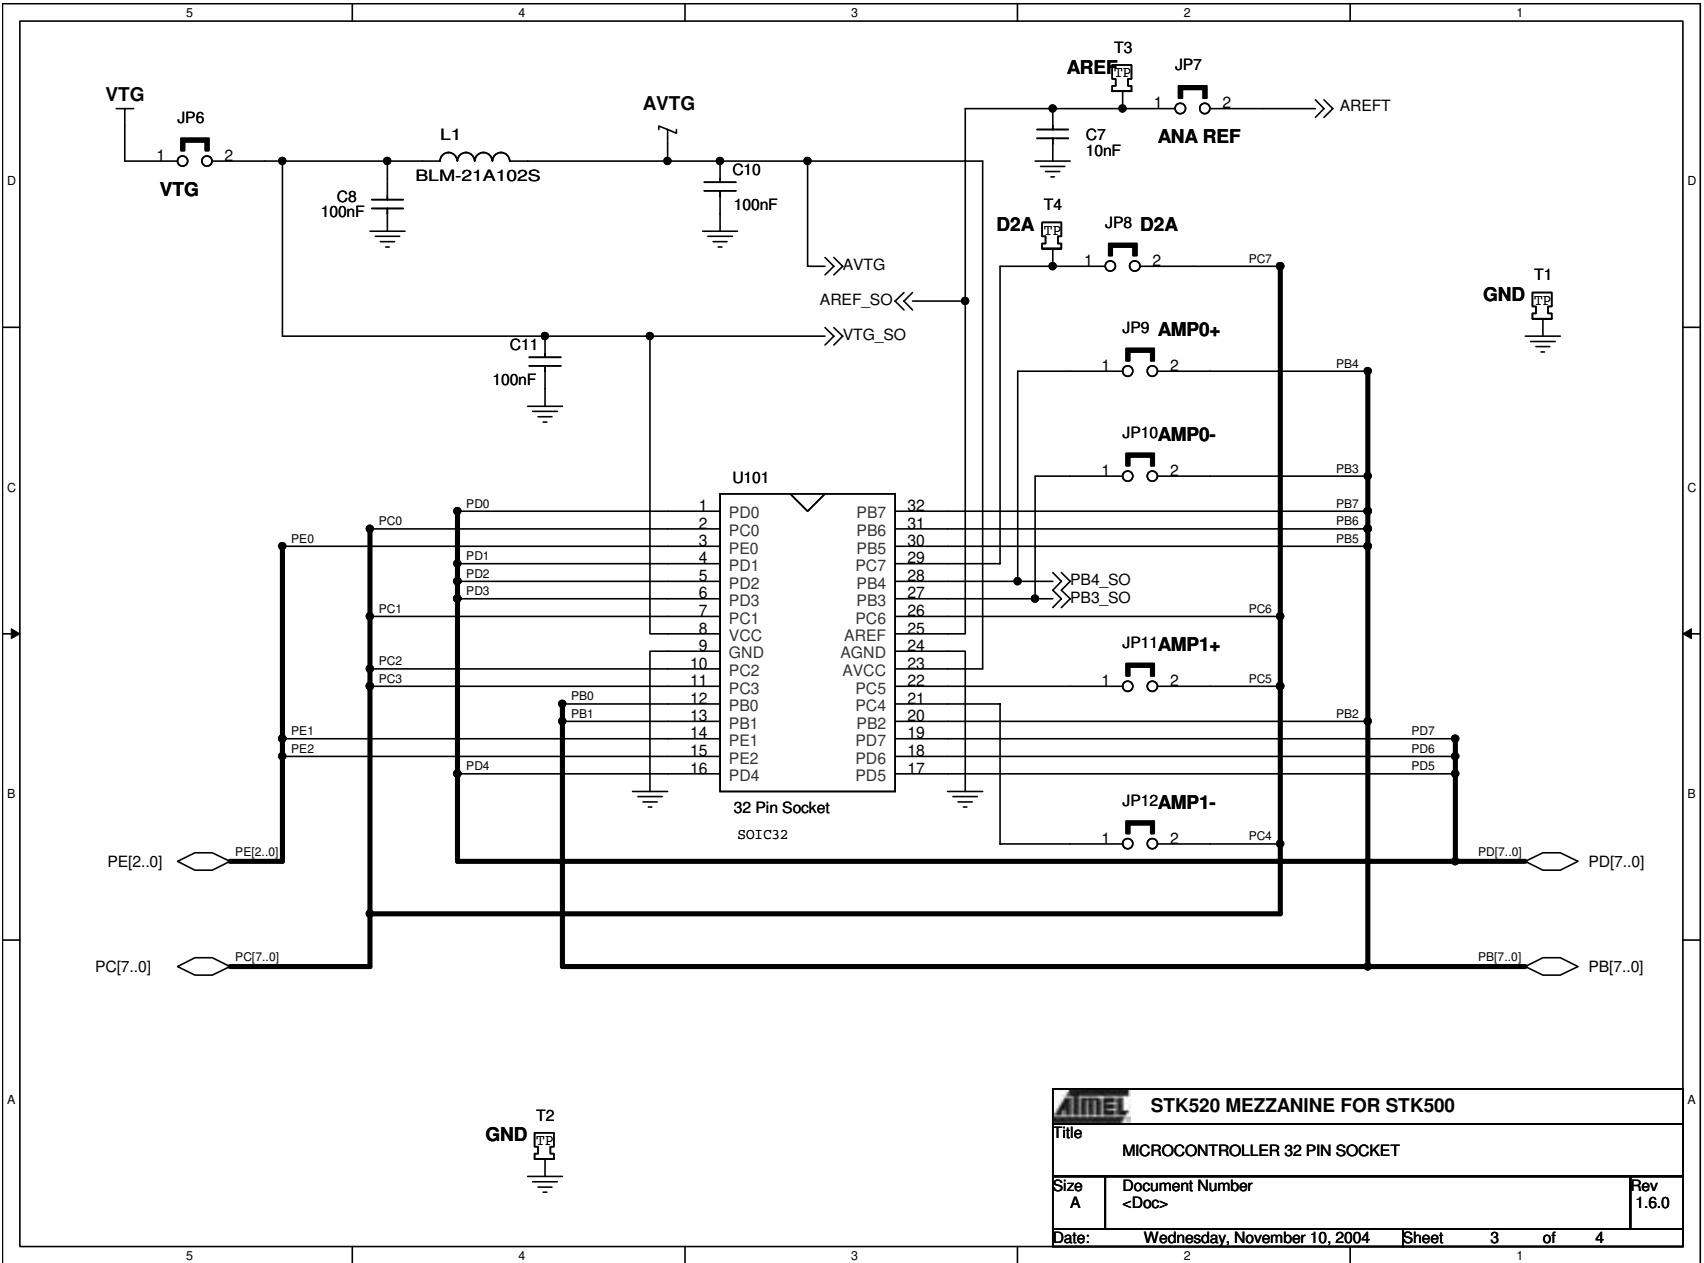 5 4 3 2 1
D D
C C
B B
A A
VTG
JP6
1 2
VTG
L1
BLM-21A102S
C8
100nF
AVTG
C10
100nF
AREF
T3
TP
JP7
1 2
ANA REF
AREFT
C7
10nF
D2A
T4
TP
JP8 D2A
1 2
PC7
AVTG
AREF_SO
VTG_SO
C11
100nF
T1
GND
TP
JP9 AMP0+
1 2
PB4
JP10 AMP0-
1 2
PB3
U101
PD0 1 PD0 PB7 32 PB7
PC0 2 PC0 PB6 31 PB6
PE0 3 PE0 PB5 30 PB5
PD1 4 PD1 PC7 29
PD2 5 PD2 PB4 28 PB4_SO
PD3 6 PD3 PB3 27 PB3_SO
PC1 7 PC1 PC6 26 PC6
8 VCC AREF 25
9 GND AGND 24
PC2 10 PC2 AVCC 23
PC3 11 PC3 PC5 22
PB0 12 PB0 PC4 21
PB1 13 PB1 PB2 20 PB2
PE1 14 PE1 PD7 19 PD7
PE2 15 PE2 PD6 18 PD6
PD4 16 PD4 PD5 17 PD5
32 Pin Socket
SOIC32
JP11 AMP1+
1 2
PC5
JP12 AMP1-
1 2
PC4
PE[2..0] PE[2..0]
PD[7..0] PD[7..0]
PC[7..0] PC[7..0]
PB[7..0] PB[7..0]
T2
GND
TP
ATMEL
STK520 MEZZANINE FOR STK500
Title
MICROCONTROLLER 32 PIN SOCKET
Size
A
Document Number
<Doc>
Rev
1.6.0
Date: Wednesday, November 10, 2004 Sheet 3 of 4
5 4 3 2 1